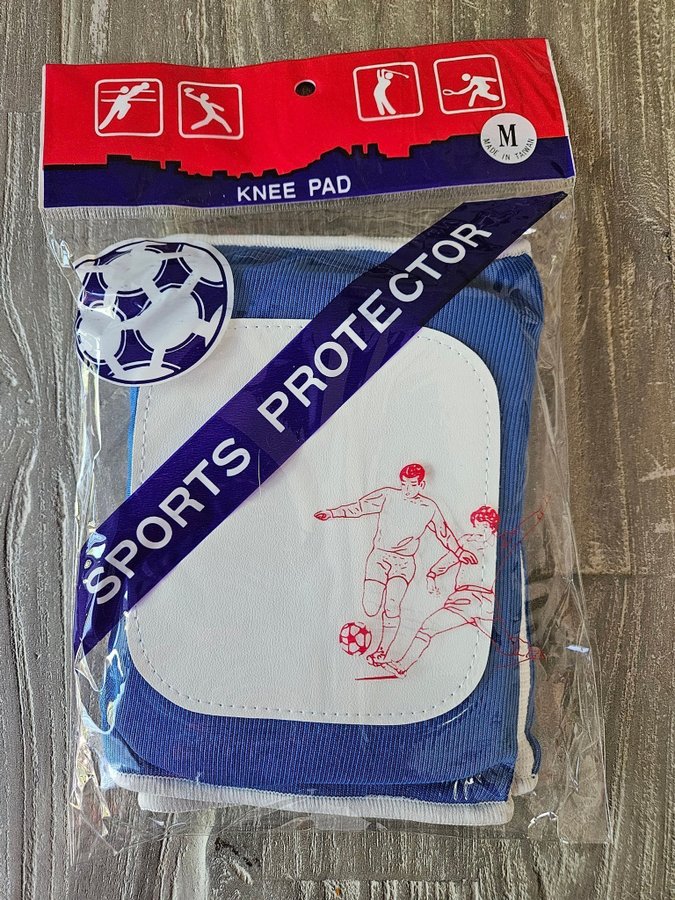 M
MADE IN TAIWAN
KNEE PAD
SPORTS PROTECTOR